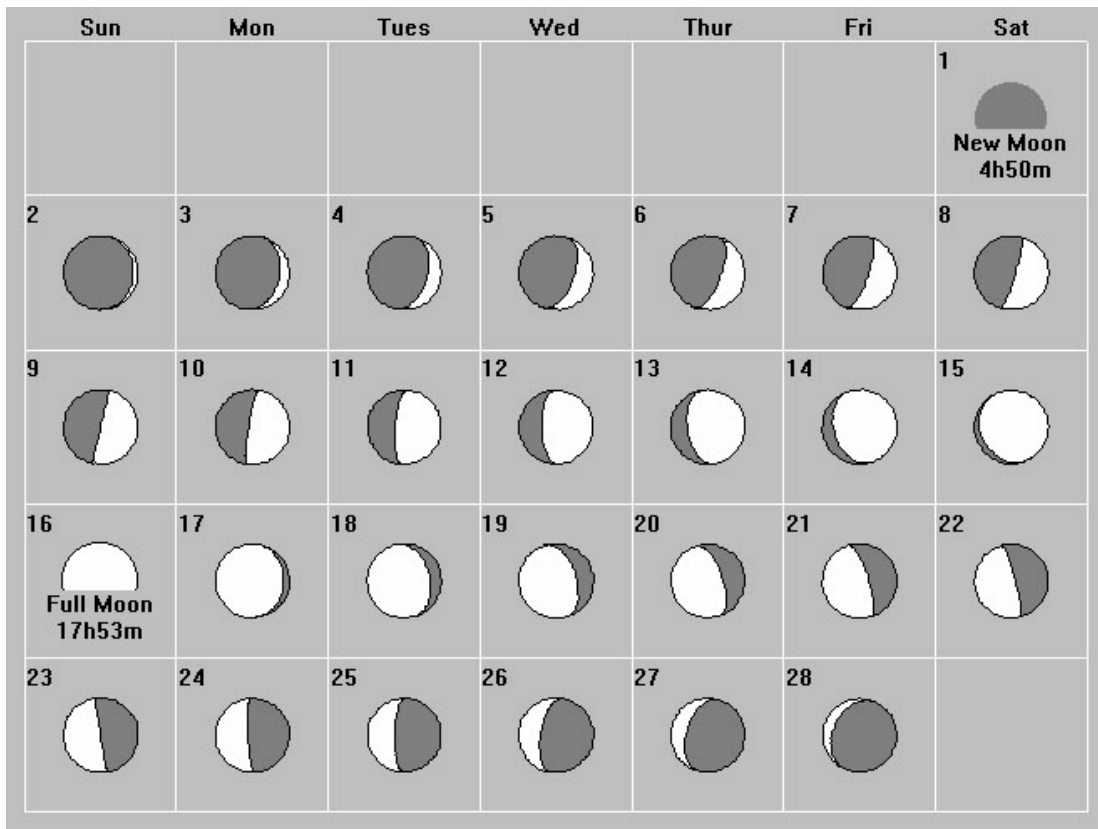 Sun Mon Tues Wed Thur Fri Sat
1
New Moon
4h50m
2 3 4 5 6 7 8
9 10 11 12 13 14 15
16 17 18 19 20 21 22
Full Moon
17h53m
23 24 25 26 27 28